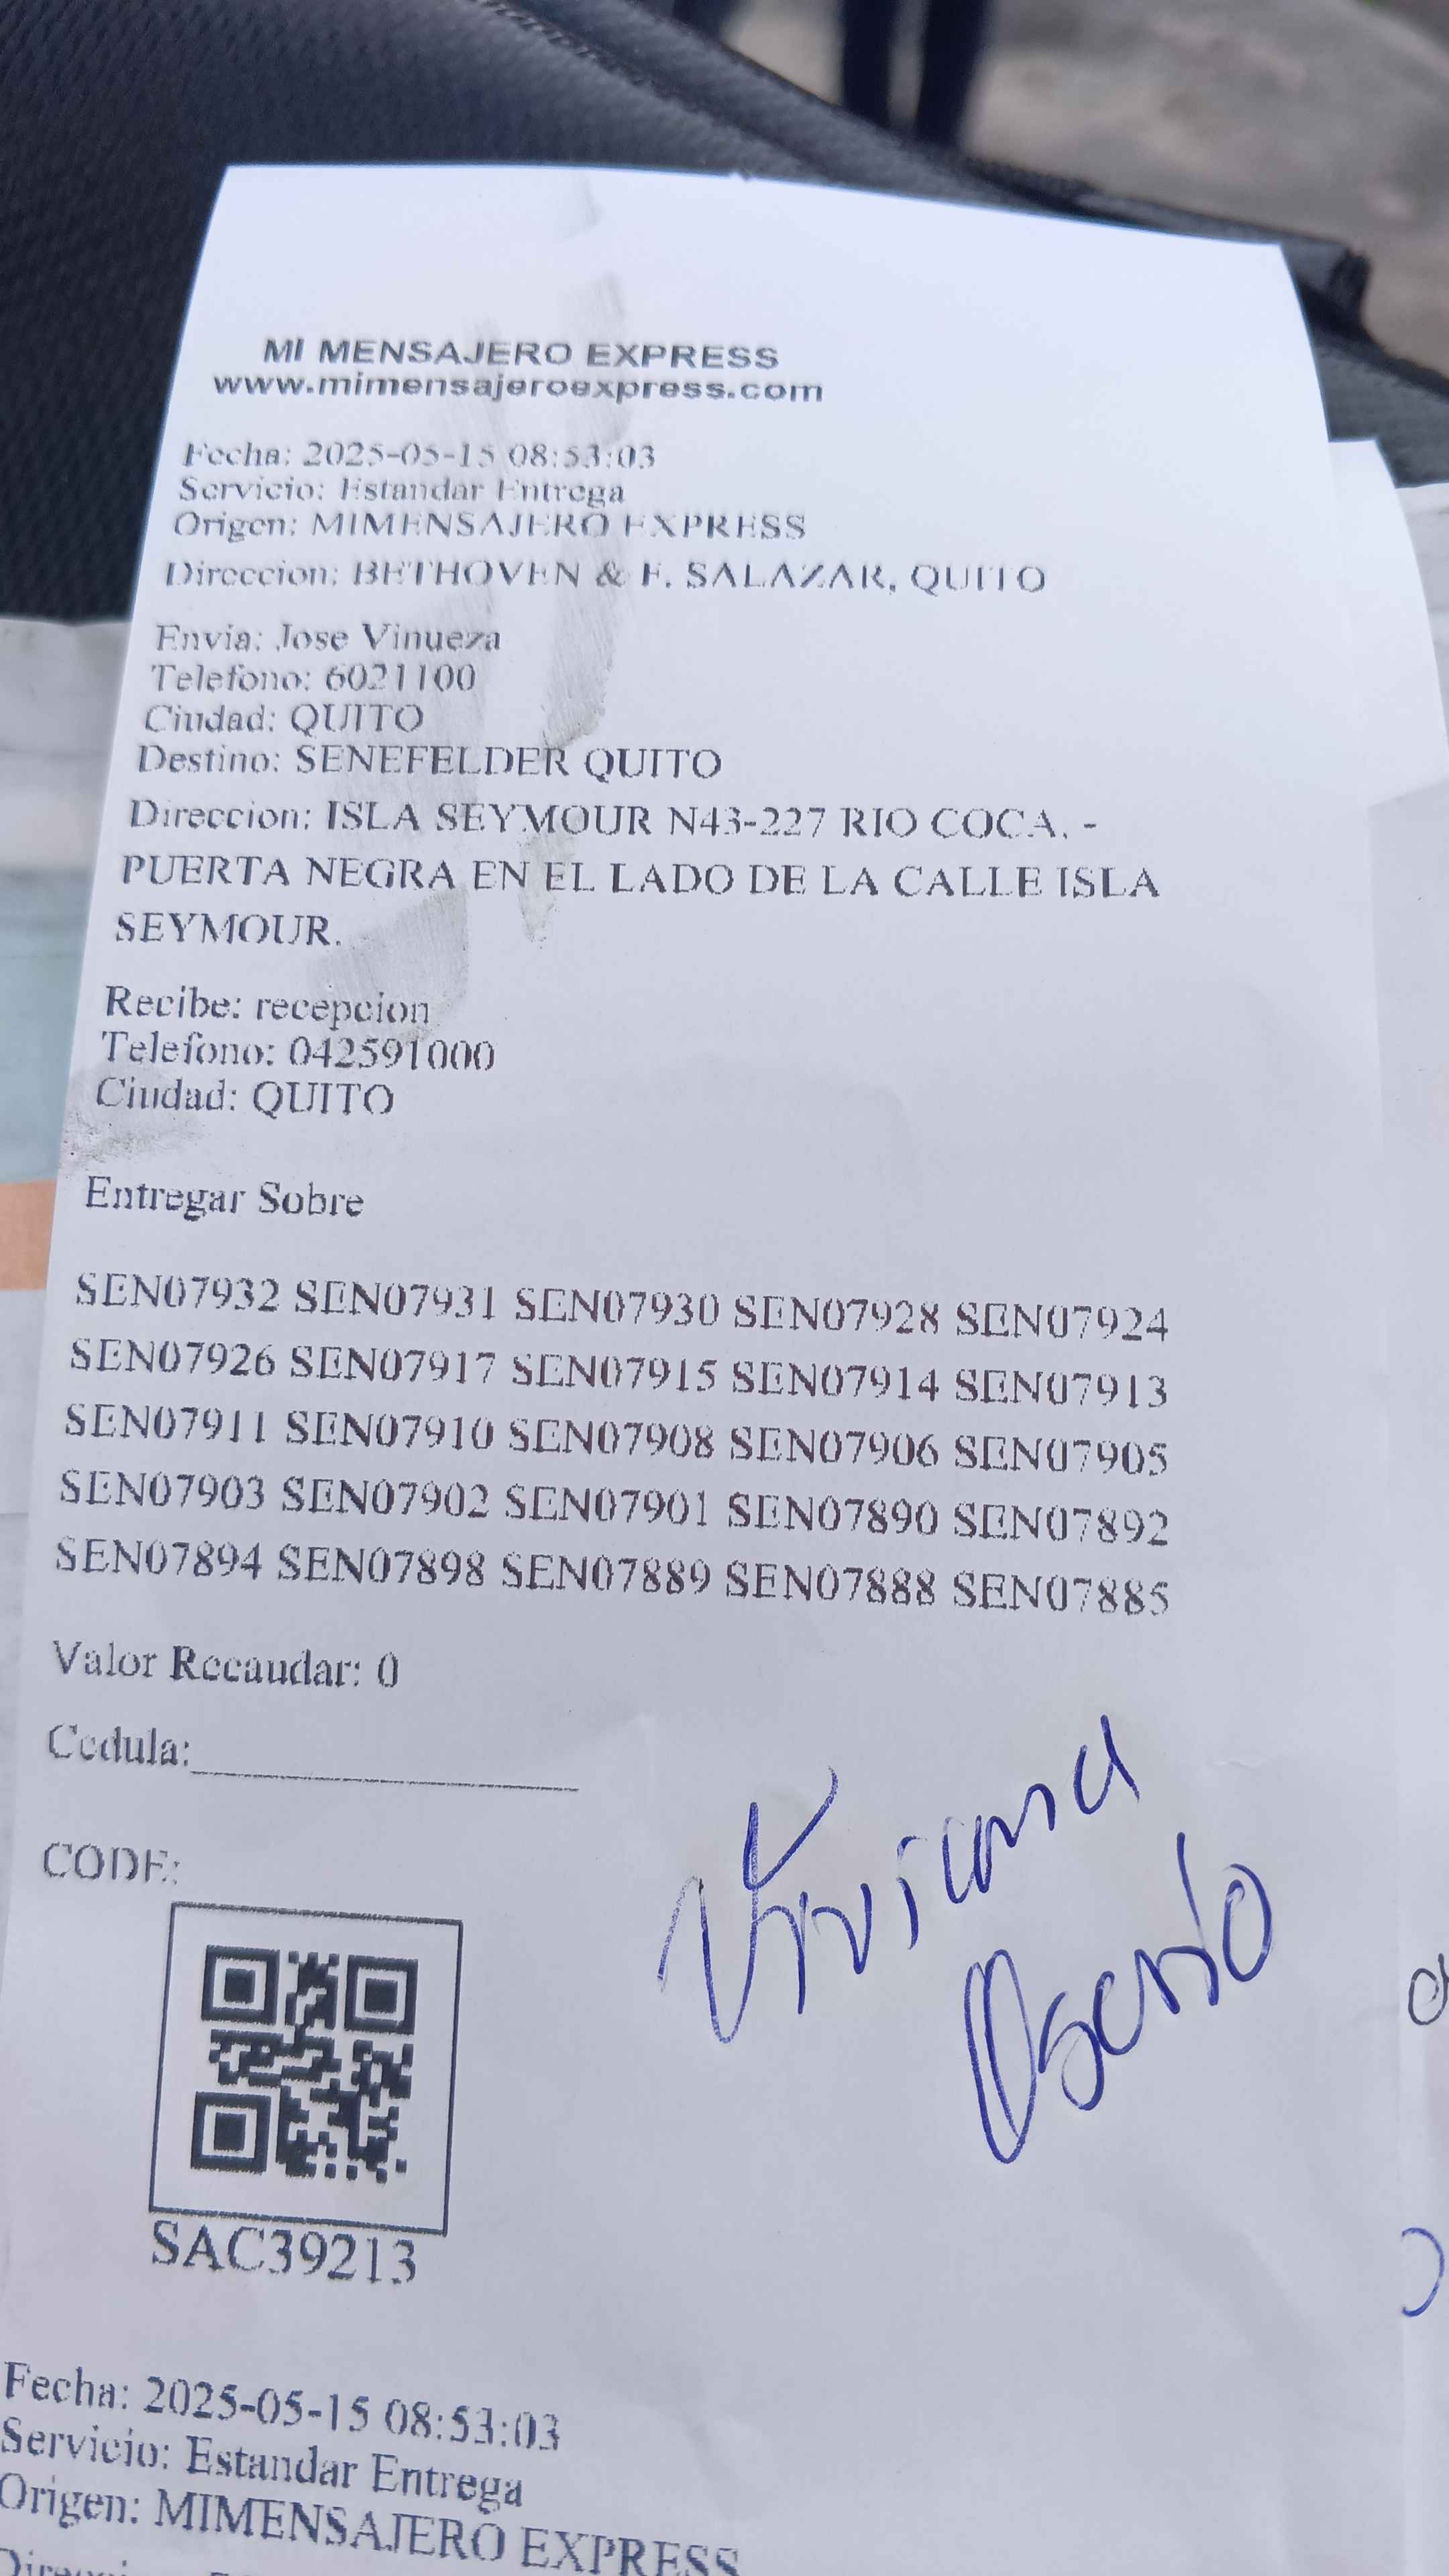 MI MENSAJERO EXPRESS
www.mimensajeroexpress.com
Fecha: 2025-05-15 08:53:03
Servicio: Estandar Entrega
Origen: MIMENSAJERO EXPRESS
Direccion: BETHOVEN & F. SALAZAR, QUITO
Envia: Jose Vinueza
Telefono: 6021100
Ciudad: QUITO
Destino: SENEFELDER QUITO
Direccion: ISLA SEYMOUR N43-227 RIO COCA. -
PUERTA NEGRA EN EL LADO DE LA CALLE ISLA
SEYMOUR.
Recibe: recepcion
Telefono: 042591000
Ciudad: QUITO
Entregar Sobre
SEN07932 SEN07931 SEN07930 SEN07928 SEN07924
SEN07926 SEN07917 SEN07915 SEN07914 SEN07913
SEN07911 SEN07910 SEN07908 SEN07906 SEN07905
SEN07903 SEN07902 SEN07901 SEN07890 SEN07892
SEN07894 SEN07898 SEN07889 SEN07888 SEN07885
Valor Recaudar: 0
Cedula:
Viviana
CODE:
SAC39213
Fecha: 2025-05-15 08:53:03
Servicio: Estandar Entrega
Origen: MIMENSAJERO EXPRESS